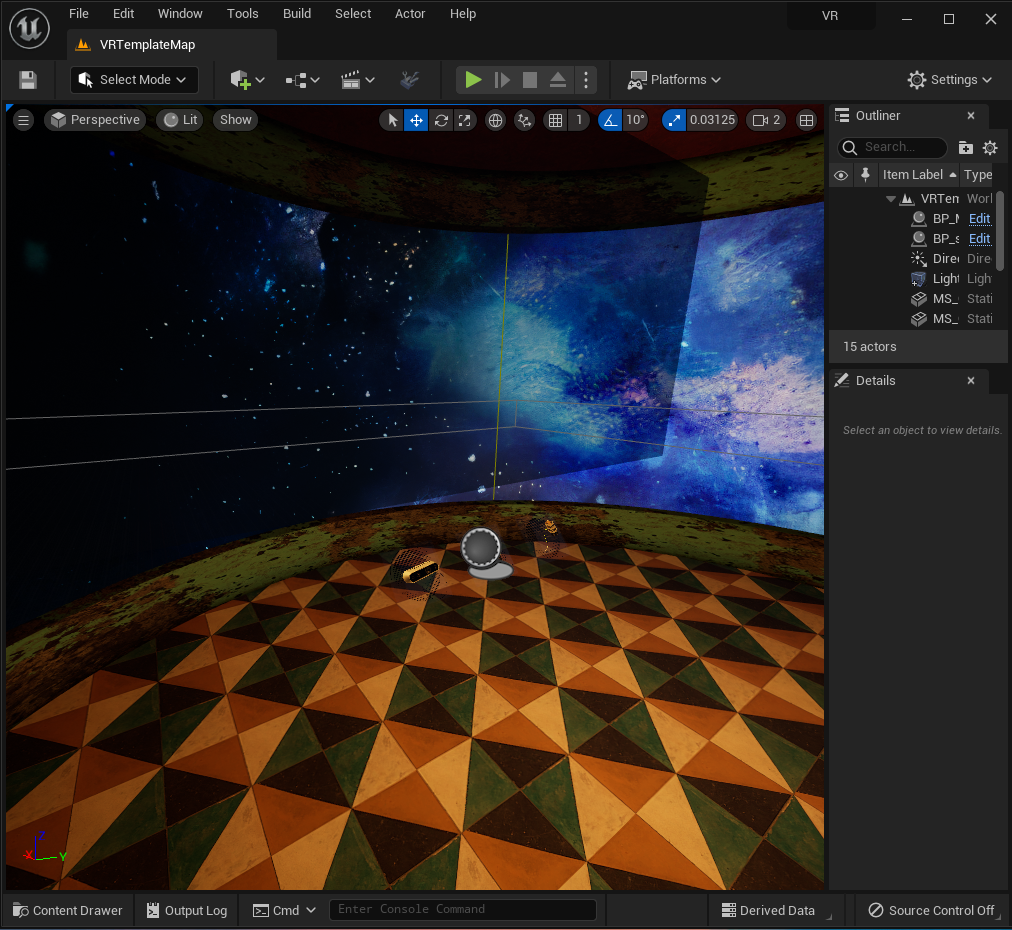 File Edit Window Tools Build Select Actor Help VR
VRTemplateMap
Select Mode Platforms Settings
Perspective Lit Show 1 10° 0.03125 2
Outliner
Search...
Item Label Type
VRTem Worl
BP_M Edit
BP_s Edit
Direc Direc
Light Ligh
MS_ Stati
MS_ Stati
15 actors
Details
Select an object to view details.
Z
X Y
Content Drawer Output Log Cmd Enter Console Command Derived Data Source Control Off